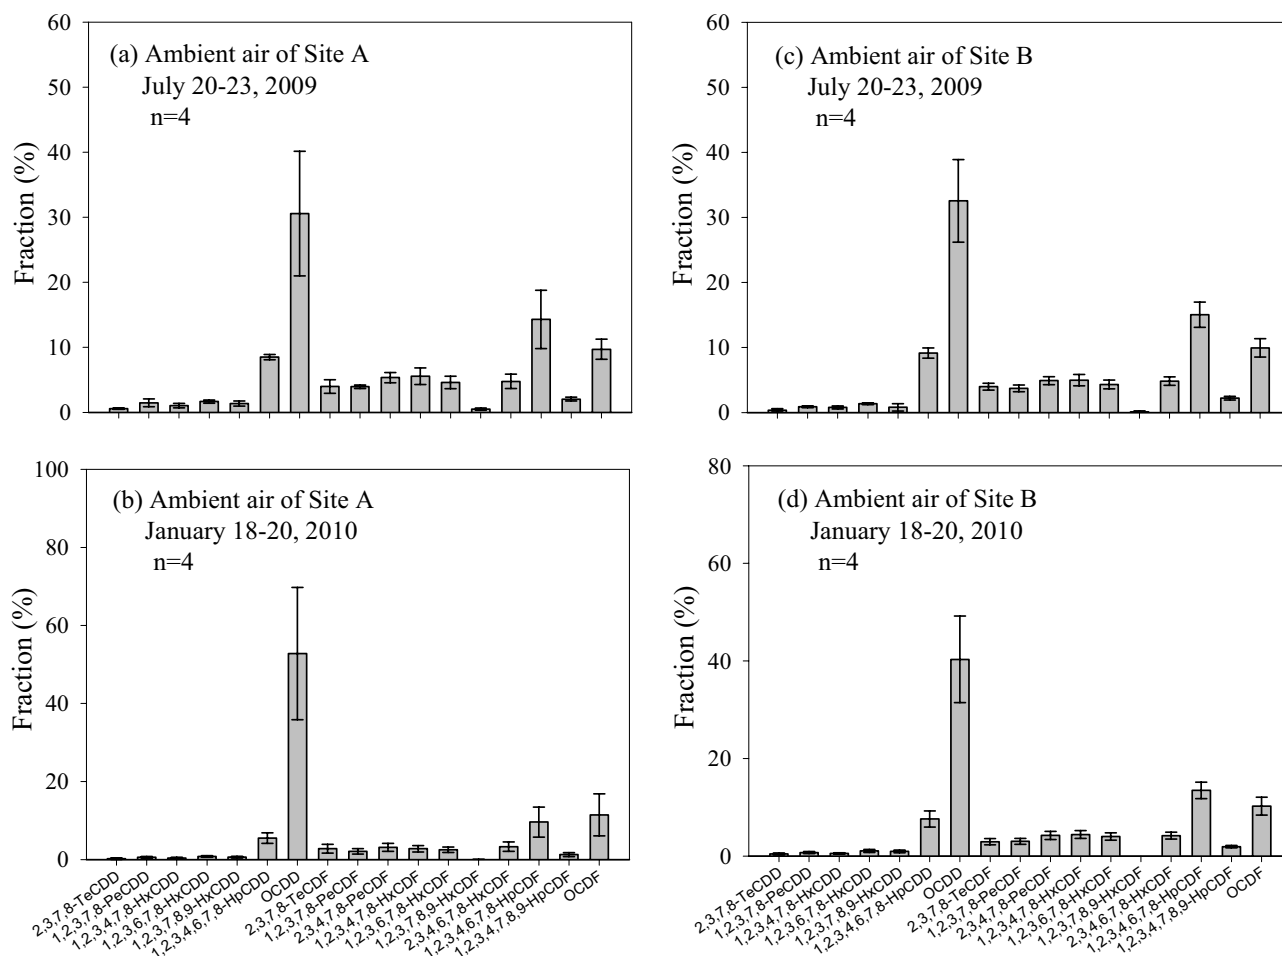 60
50
40
30
20
10
0
Fraction (%)
(a) Ambient air of Site A
July 20-23, 2009
n=4
60
50
40
30
20
10
0
Fraction (%)
(c) Ambient air of Site B
July 20-23, 2009
n=4
100
80
60
40
20
0
Fraction (%)
(b) Ambient air of Site A
January 18-20, 2010
n=4
2,3,7,8-TeCDD
1,2,3,7,8-PeCDD
1,2,3,4,7,8-HxCDD
1,2,3,6,7,8-HxCDD
1,2,3,7,8,9-HxCDD
1,2,3,4,6,7,8-HpCDD
OCDD
2,3,7,8-TeCDF
1,2,3,7,8-PeCDF
2,3,4,7,8-PeCDF
1,2,3,4,7,8-HxCDF
1,2,3,6,7,8-HxCDF
1,2,3,7,8,9-HxCDF
2,3,4,6,7,8-HxCDF
1,2,3,4,6,7,8-HpCDF
1,2,3,4,7,8,9-HpCDF
OCDF
80
60
40
20
0
Fraction (%)
(d) Ambient air of Site B
January 18-20, 2010
n=4
2,3,7,8-TeCDD
1,2,3,7,8-PeCDD
1,2,3,4,7,8-HxCDD
1,2,3,6,7,8-HxCDD
1,2,3,7,8,9-HxCDD
1,2,3,4,6,7,8-HpCDD
OCDD
2,3,7,8-TeCDF
1,2,3,7,8-PeCDF
2,3,4,7,8-PeCDF
1,2,3,4,7,8-HxCDF
1,2,3,6,7,8-HxCDF
1,2,3,7,8,9-HxCDF
2,3,4,6,7,8-HxCDF
1,2,3,4,6,7,8-HpCDF
1,2,3,4,7,8,9-HpCDF
OCDF